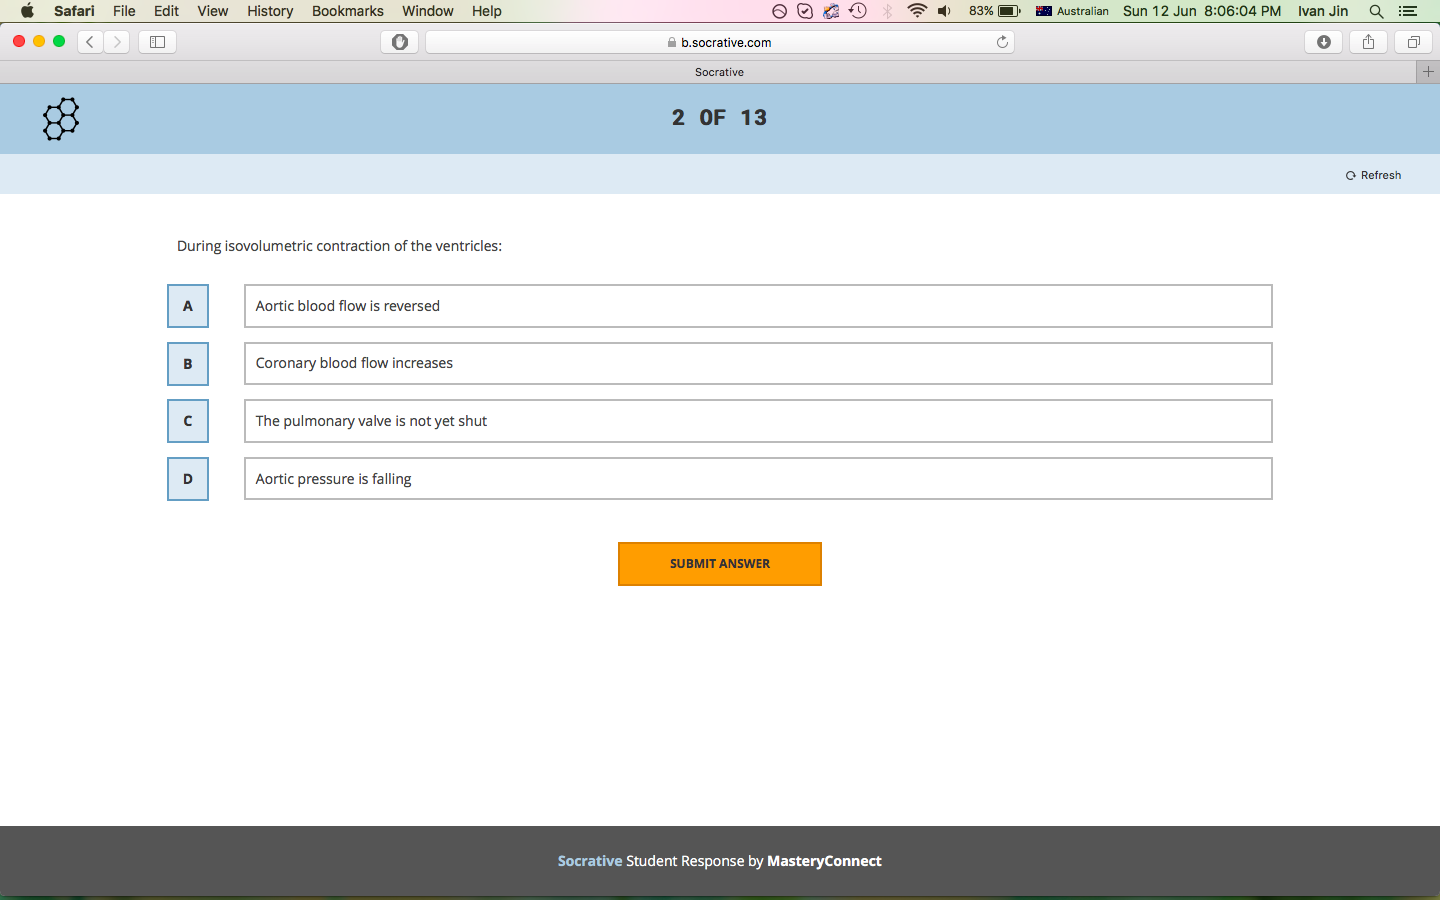 Safari File Edit View History Bookmarks Window Help 83% Australian Sun 12 Jun 8:06:04 PM Ivan Jin
b.socrative.com
Socrative
2 OF 13
Refresh
During isovolumetric contraction of the ventricles:
A Aortic blood flow is reversed
B Coronary blood flow increases
C The pulmonary valve is not yet shut
D Aortic pressure is falling
SUBMIT ANSWER
Socrative Student Response by MasteryConnect